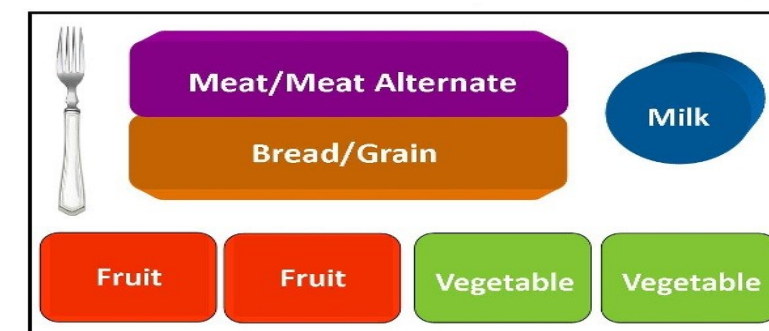 Meat/Meat Alternate
Bread/Grain
Milk
Fruit
Fruit
Vegetable
Vegetable